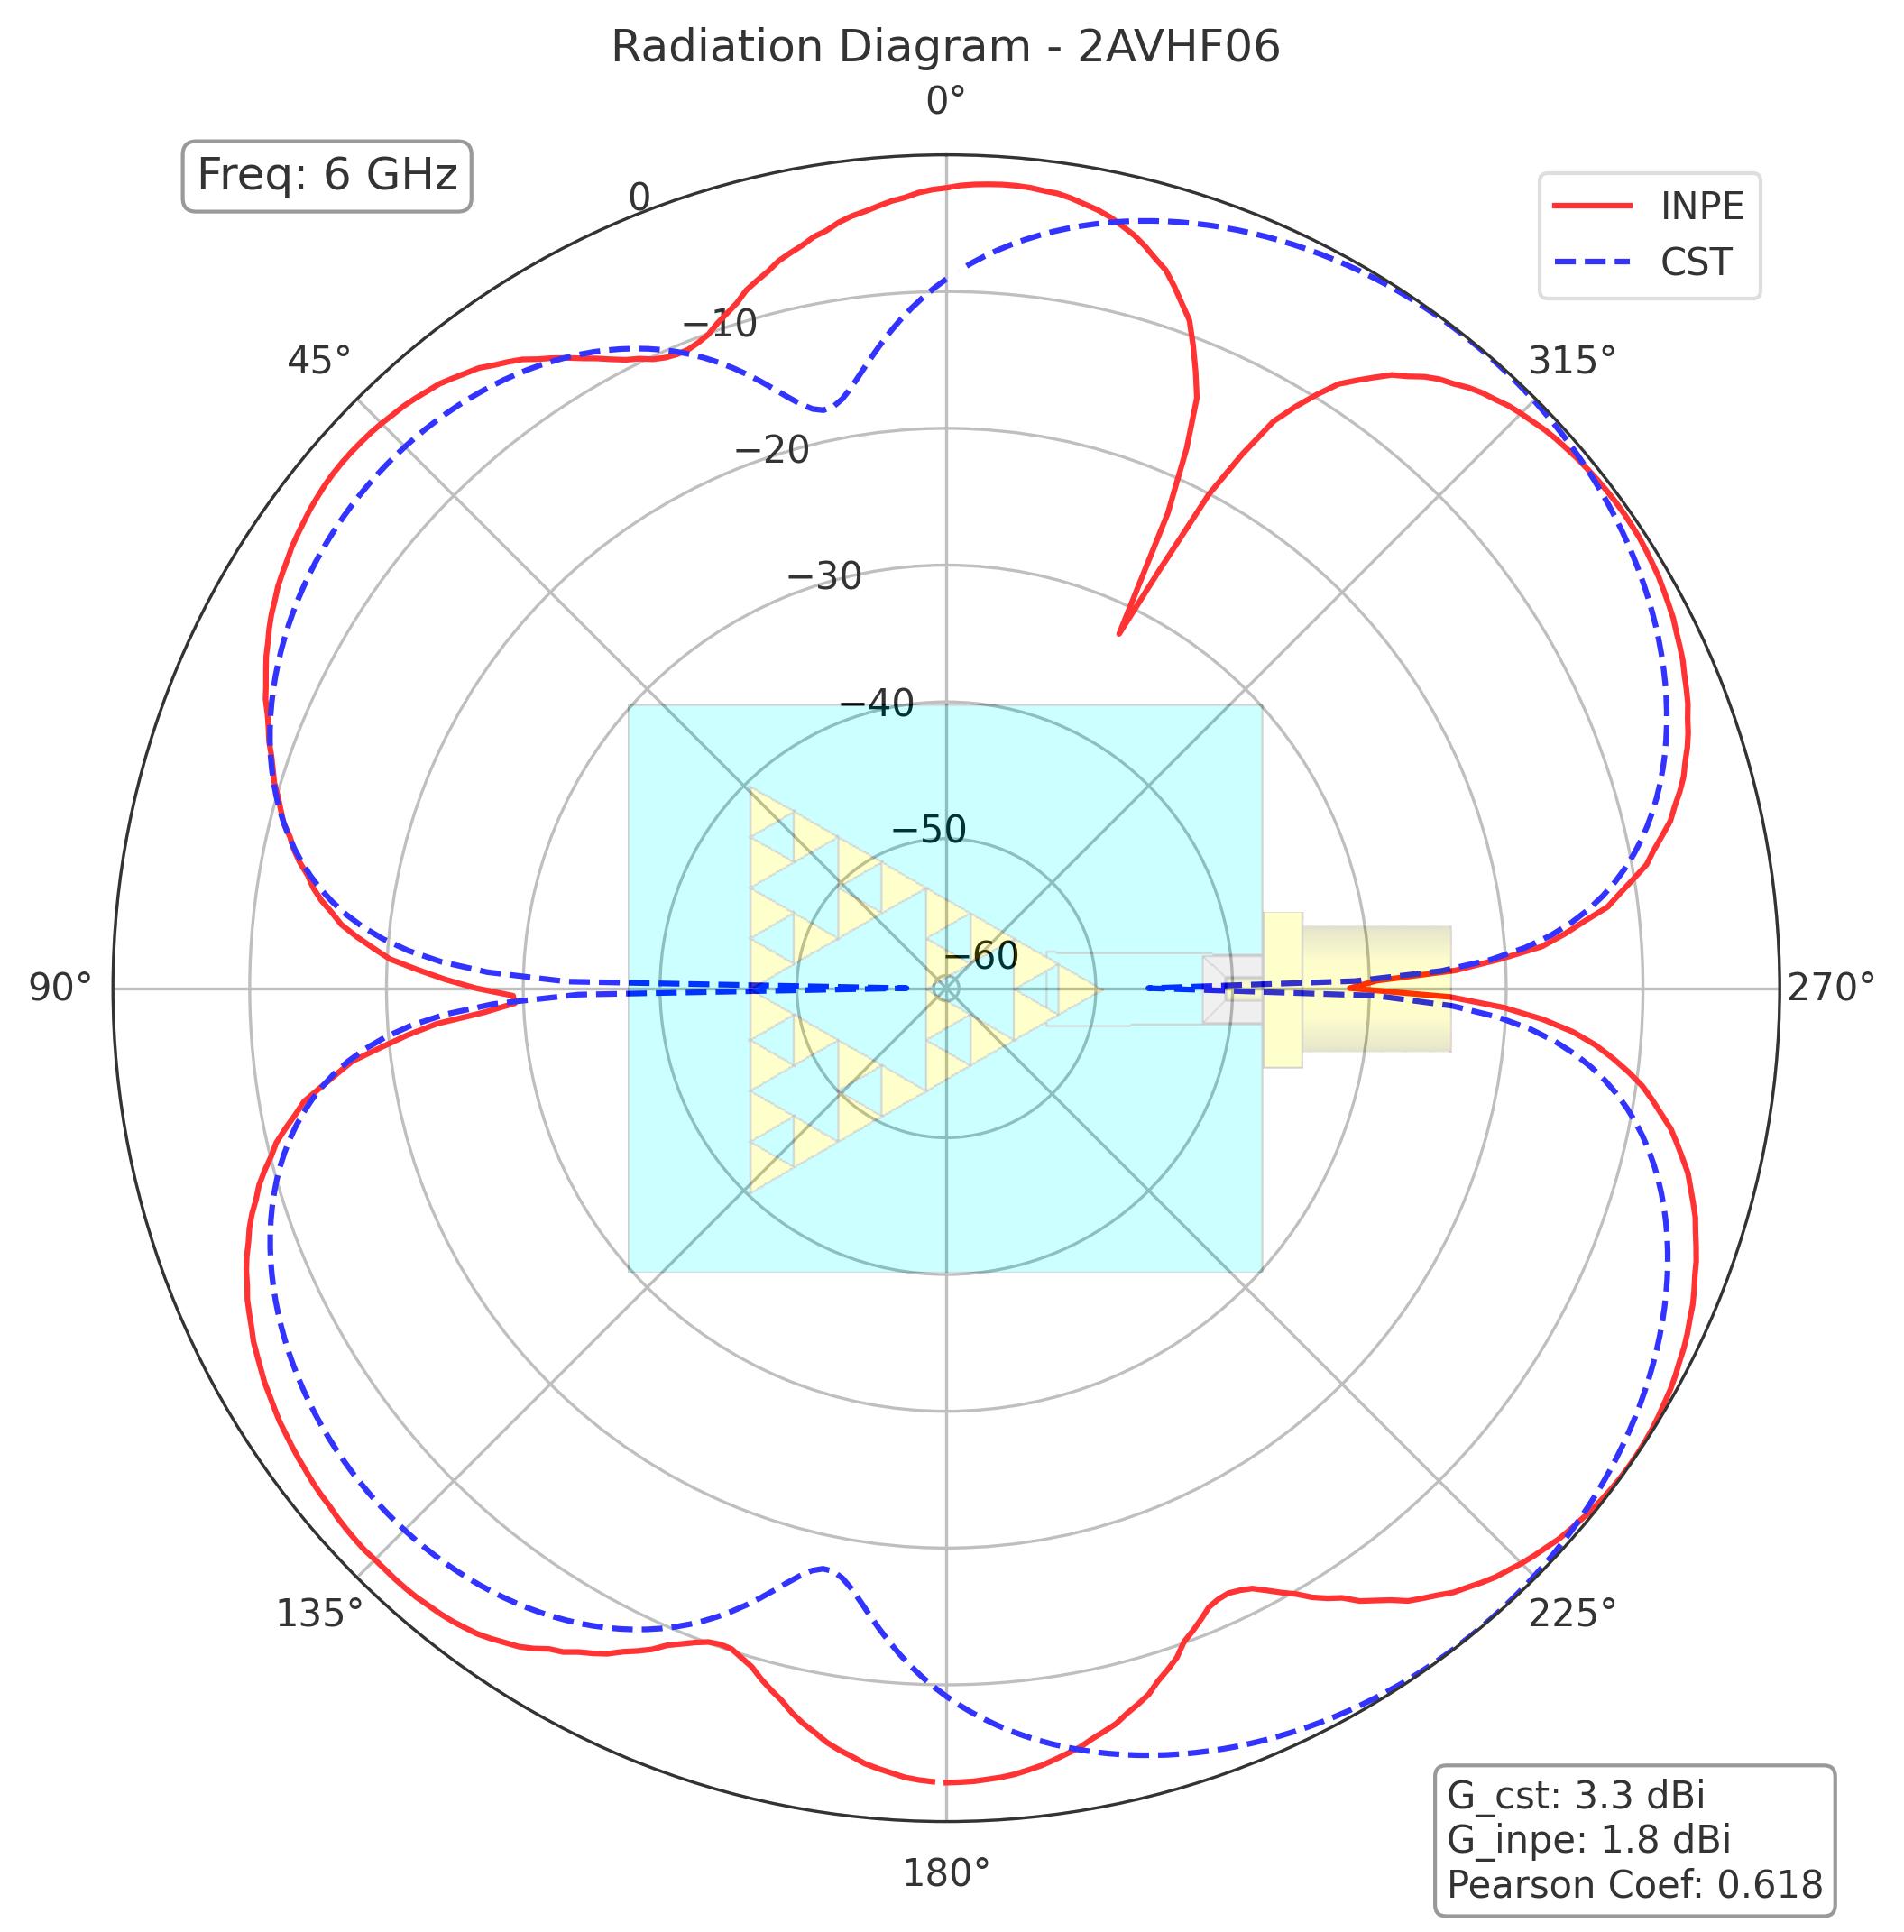 Radiation Diagram - 2AVHF06
0°
Freq: 6 GHz
0
INPE
CST
−10
45°
315°
−20
−30
−40
−50
−60
90°
270°
135°
225°
180°
G_cst: 3.3 dBi
G_inpe: 1.8 dBi
Pearson Coef: 0.618